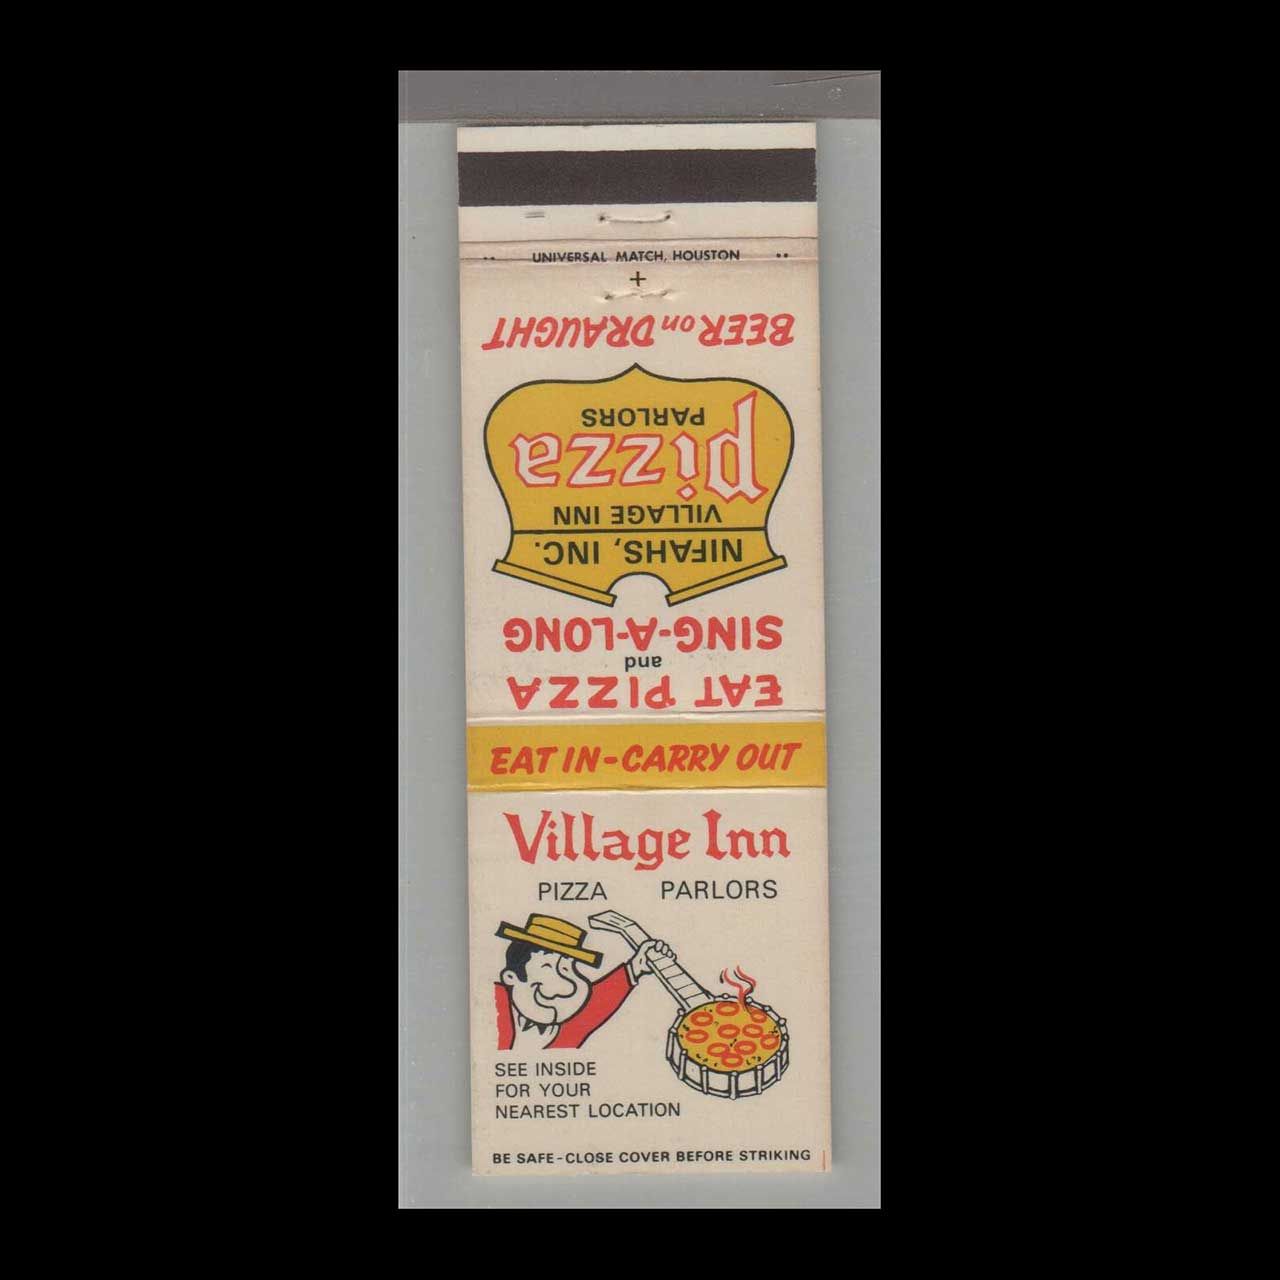 UNIVERSAL MATCH, HOUSTON
EAT PIZZA
and
SING-A-LONG
NIFAHS, INC.
VILLAGE INN
pizza
PARLORS
BEER on DRAUGHT
EAT IN - CARRY OUT
Village Inn
PIZZA PARLORS
SEE INSIDE
FOR YOUR
NEAREST LOCATION
BE SAFE - CLOSE COVER BEFORE STRIKING